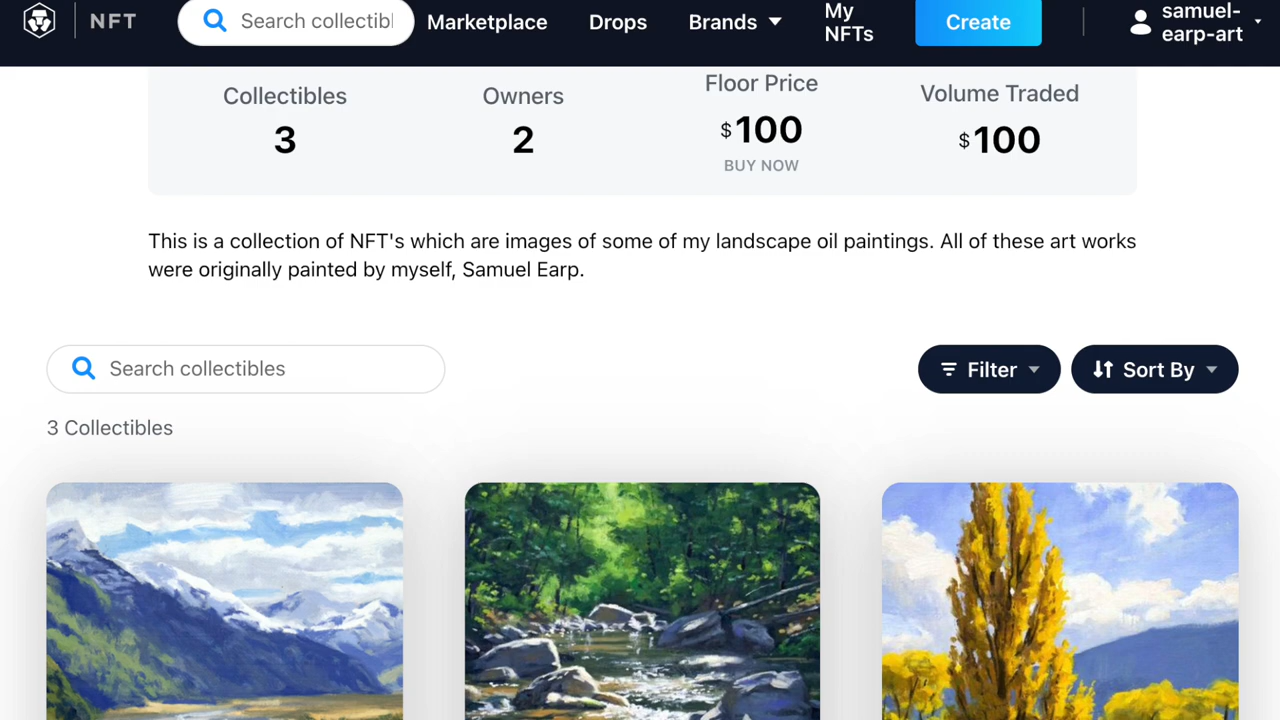 NFT
Search collectibl
Marketplace
Drops
Brands
My
NFTs
Create
samuel-
earp-art
Collectibles
3
Owners
2
Floor Price
$100
BUY NOW
Volume Traded
$100
This is a collection of NFT's which are images of some of my landscape oil paintings. All of these art works
were originally painted by myself, Samuel Earp.
Search collectibles
Filter
Sort By
3 Collectibles